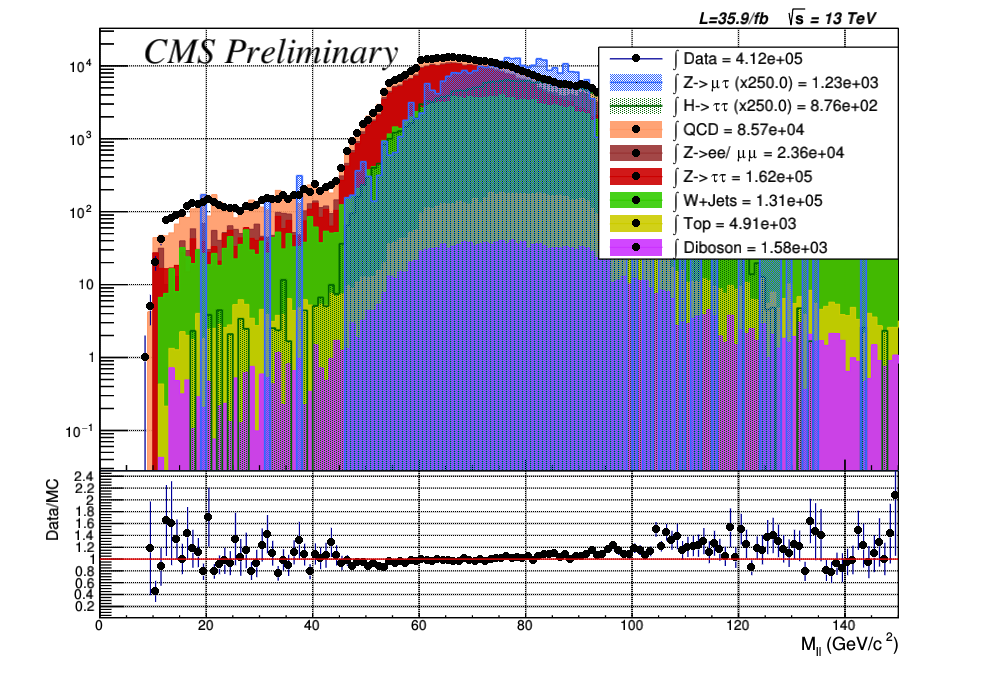 L=35.9/fb √s = 13 TeV
CMS Preliminary
∫ Data = 4.12e+05
∫ Z->μτ (x250.0) = 1.23e+03
∫ H->ττ (x250.0) = 8.76e+02
∫ QCD = 8.57e+04
∫ Z->ee/ μμ = 2.36e+04
∫ Z->ττ = 1.62e+05
∫ W+Jets = 1.31e+05
∫ Top = 4.91e+03
∫ Diboson = 1.58e+03
10⁴
10³
10²
10
1
10⁻¹
Data/MC
2.4
2.2
2
1.8
1.6
1.4
1.2
1
0.8
0.6
0.4
0.2
0 20 40 60 80 100 120 140
M_ll (GeV/c²)